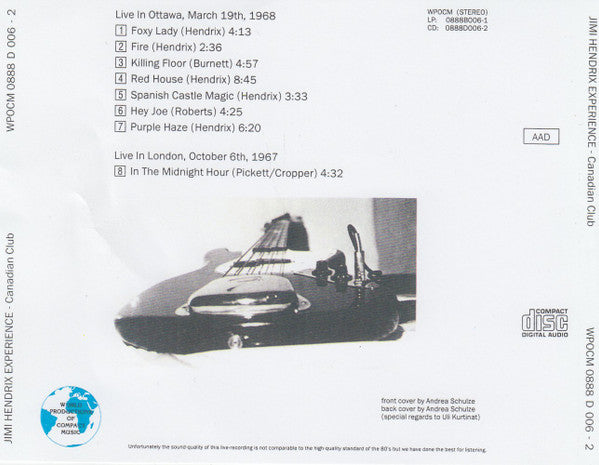 Live In Ottawa, March 19th, 1968
1 Foxy Lady (Hendrix) 4:13
2 Fire (Hendrix) 2:36
3 Killing Floor (Burnett) 4:57
4 Red House (Hendrix) 8:45
5 Spanish Castle Magic (Hendrix) 3:33
6 Hey Joe (Roberts) 4:25
7 Purple Haze (Hendrix) 6:20
Live In London, October 6th, 1967
8 In The Midnight Hour (Pickett/Cropper) 4:32
WPOCM (STEREO)
LP: 0888B006-1
CD: 0888D006-2
AAD
COMPACT
disc
DIGITAL AUDIO
front cover by Andrea Schulze
back cover by Andrea Schulze
(special regards to Uli Kurtinat)
WORLD
PRODUCTIONS
OF
COMPACT
MUSIC
Unfortunately the sound quality of this live-recording is not comparable to the high quality standard of the 80's but we have done the best for listening.
JIMI HENDRIX EXPERIENCE - Canadian Club WPOCM 0888 D 006 - 2
JIMI HENDRIX EXPERIENCE - Canadian Club WPOCM 0888 D 006 - 2